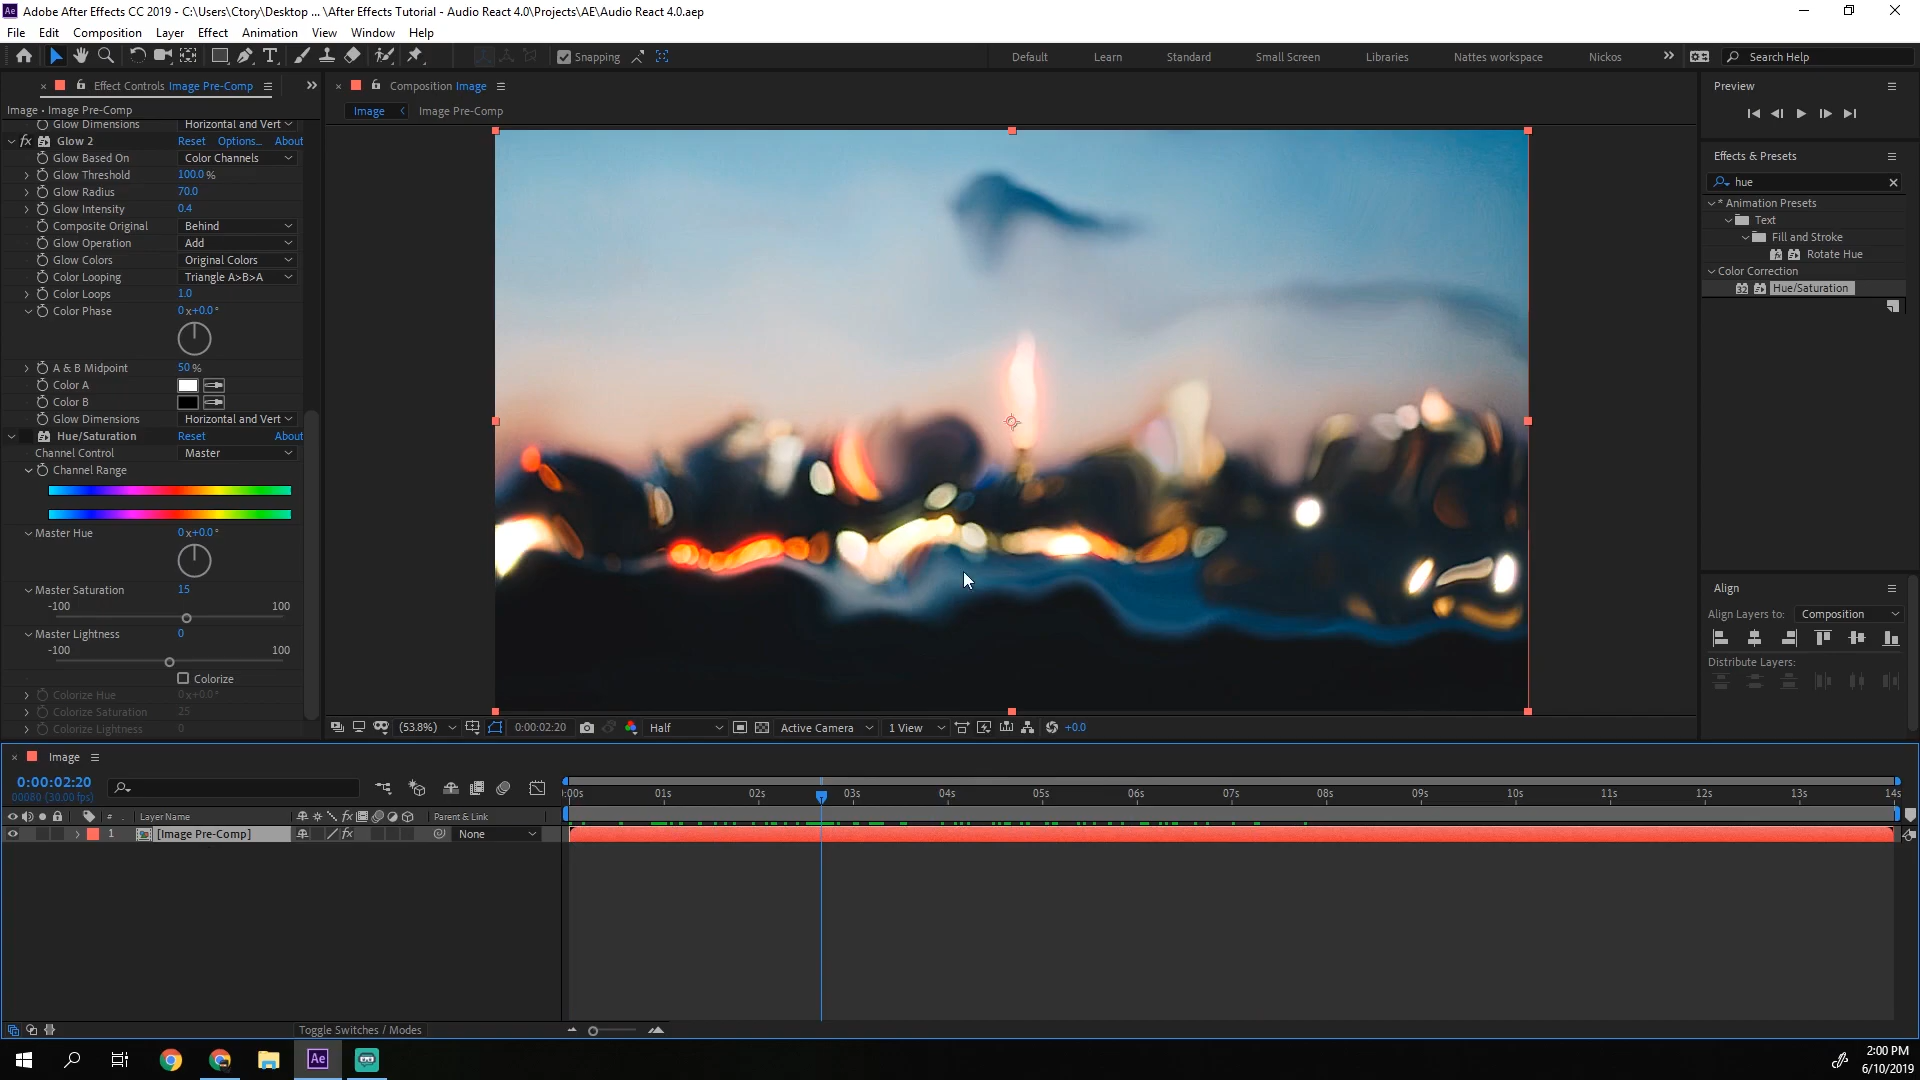 Adobe After Effects CC 2019 - C:\Users\Ctory\Desktop ... \After Effects Tutorial - Audio React 4.0\Projects\AE\Audio React 4.0.aep
File Edit Composition Layer Effect Animation View Window Help
Snapping Default Learn Standard Small Screen Libraries Nattes workspace Nickos Search Help
Effect Controls Image Pre-Comp
Composition Image
Preview
Image • Image Pre-Comp
Image Image Pre-Comp
Glow Dimensions Horizontal and Vert
Glow 2 Reset Options... About
Glow Based On Color Channels
Glow Threshold 100.0 %
Glow Radius 70.0
Glow Intensity 0.4
Composite Original Behind
Glow Operation Add
Glow Colors Original Colors
Color Looping Triangle A>B>A
Color Loops 1.0
Color Phase 0x+0.0°
A & B Midpoint 50 %
Color A
Color B
Glow Dimensions Horizontal and Vert
Hue/Saturation Reset About
Channel Control Master
Channel Range
Master Hue 0x+0.0°
Master Saturation 15
-100 100
Master Lightness 0
-100 100
Colorize
Colorize Hue 0x+0.0°
Colorize Saturation 25
Colorize Lightness 0
Effects & Presets
hue
* Animation Presets
Text
Fill and Stroke
Rotate Hue
Color Correction
32 Hue/Saturation
Align
Align Layers to: Composition
Distribute Layers:
(53.8%) 0:00:02:20 Half Active Camera 1 View +0.0
Image
0:00:02:20
00080 (30.00 fps)
:00s 01s 02s 03s 04s 05s 06s 07s 08s 09s 10s 11s 12s 13s 14s
# Layer Name Parent & Link
1 [Image Pre-Comp] None
Toggle Switches / Modes
Ae
2:00 PM
6/10/2019